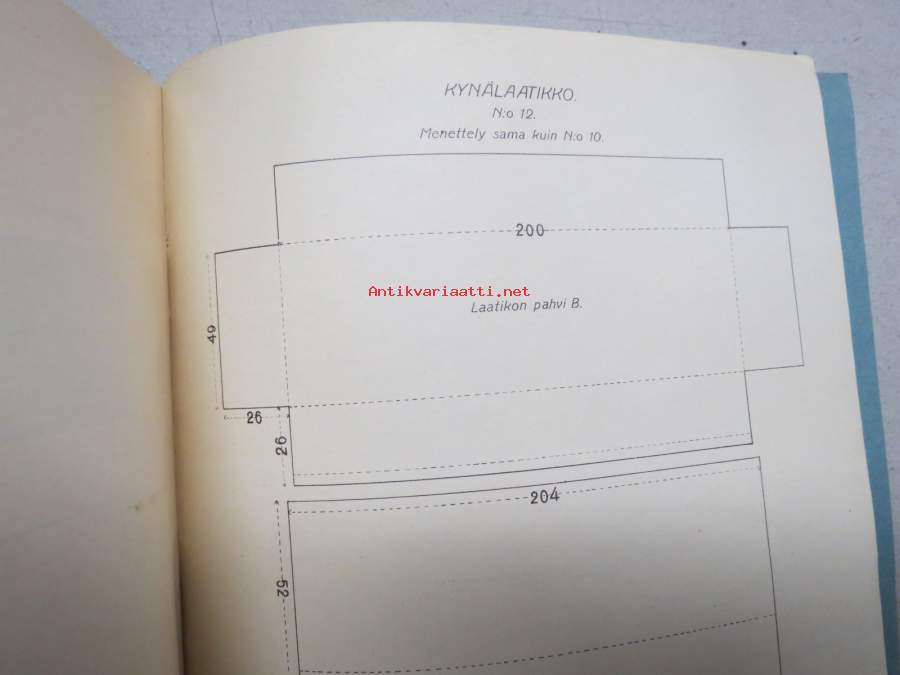 KYNÄLAATIKKO.
N:o 12.
Menettely sama kuin N:o 10.
200
Antikvariaatti.net
Laatikon pahvi B.
49
26
26
204
52